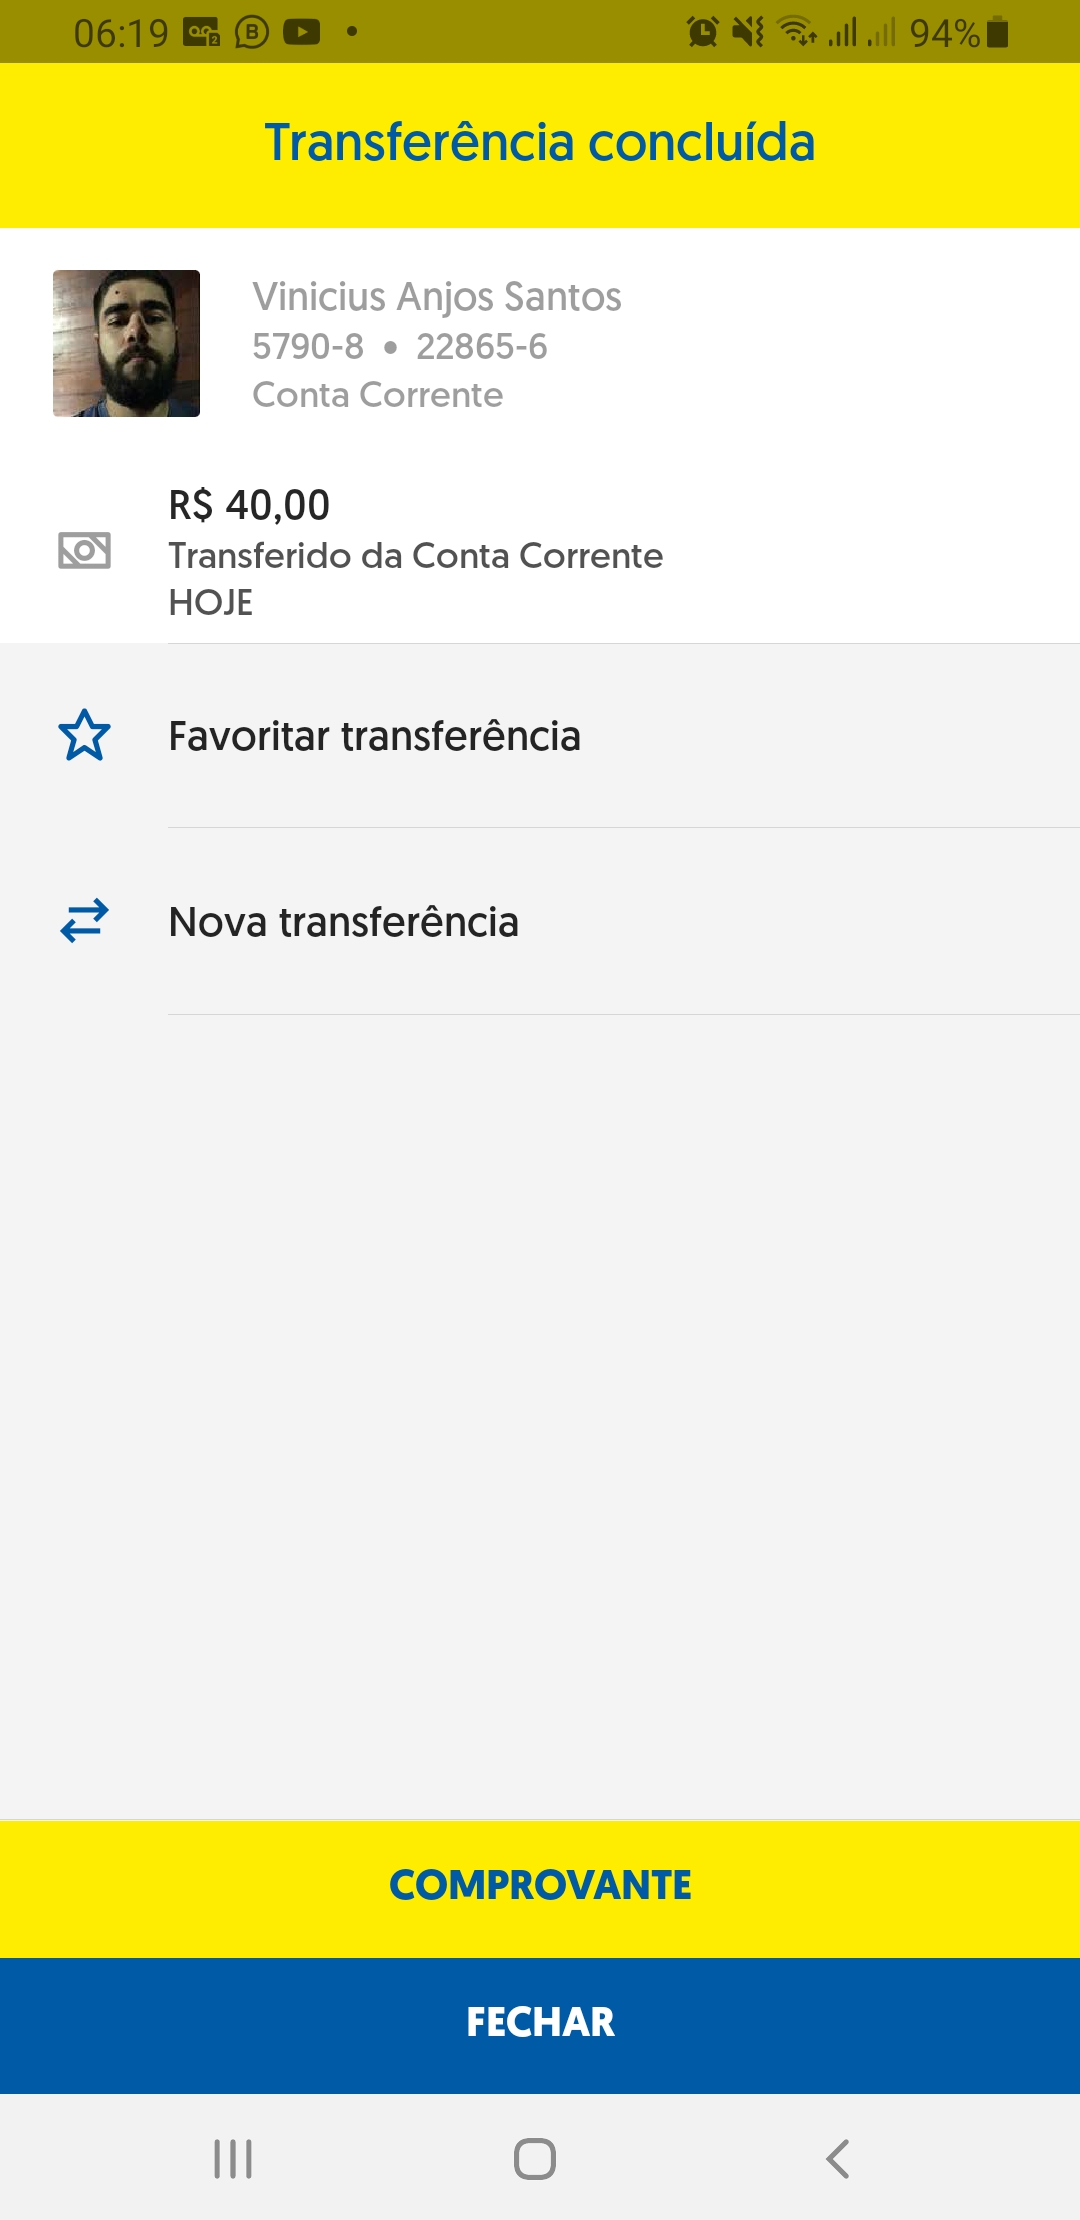 06:19
94%
Transferência concluída
Vinicius Anjos Santos
5790-8 • 22865-6
Conta Corrente
R$ 40,00
Transferido da Conta Corrente
HOJE
Favoritar transferência
Nova transferência
COMPROVANTE
FECHAR